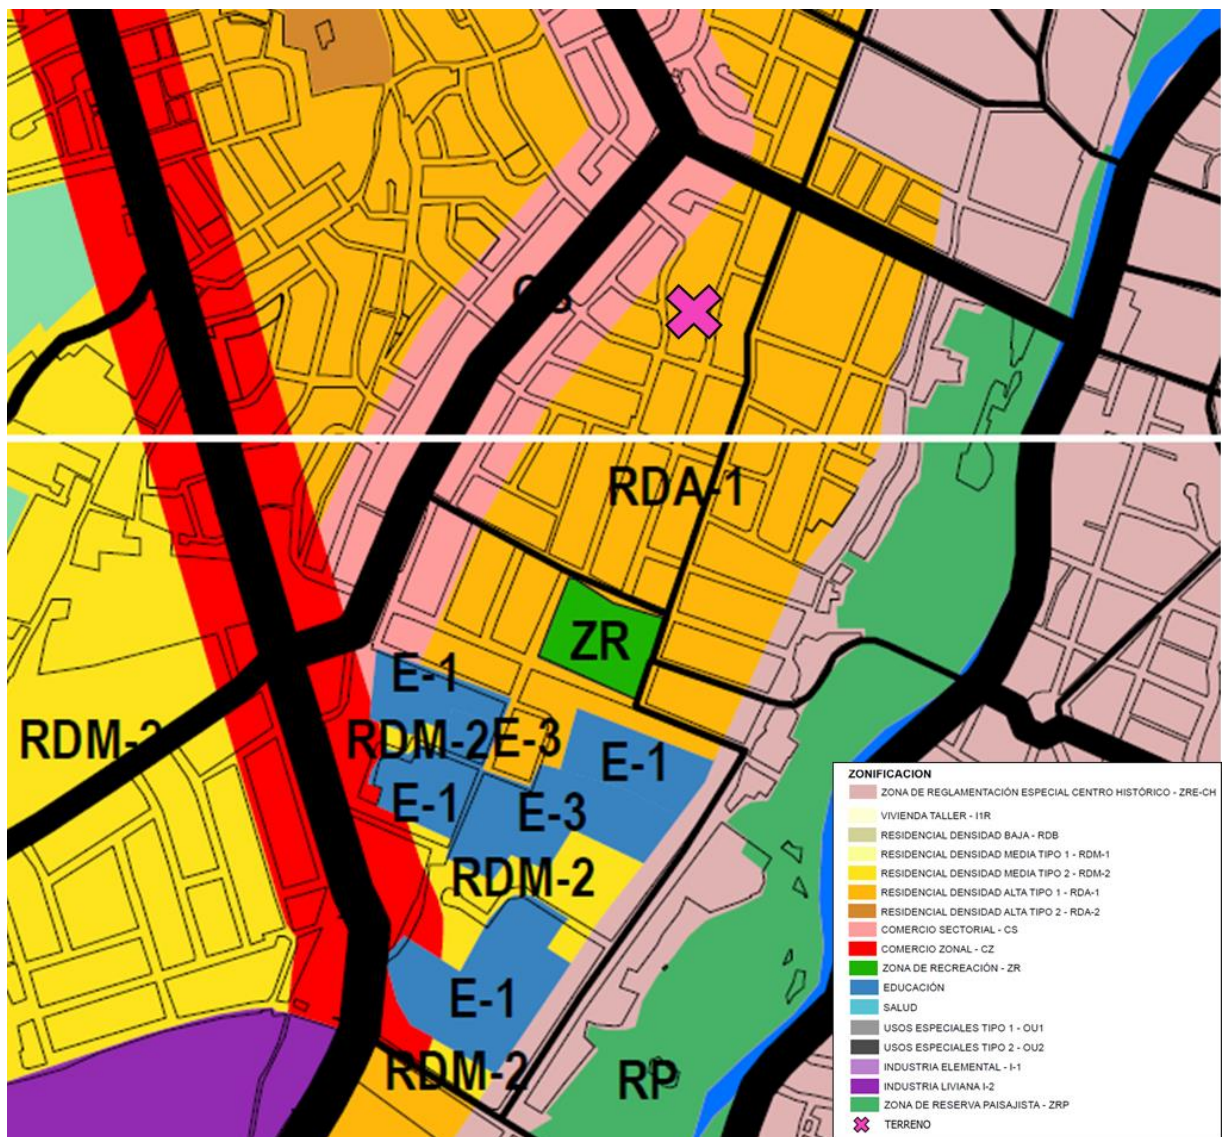 CS
RDA-1
ZR
E-1
RDM-2
RDM-2
E-3
E-1
E-1
E-3
RDM-2
E-1
RDM-2
RP
ZONIFICACION
ZONA DE REGLAMENTACIÓN ESPECIAL CENTRO HISTÓRICO - ZRE-CH
VIVIENDA TALLER - I1R
RESIDENCIAL DENSIDAD BAJA - RDB
RESIDENCIAL DENSIDAD MEDIA TIPO 1 - RDM-1
RESIDENCIAL DENSIDAD MEDIA TIPO 2 - RDM-2
RESIDENCIAL DENSIDAD ALTA TIPO 1 - RDA-1
RESIDENCIAL DENSIDAD ALTA TIPO 2 - RDA-2
COMERCIO SECTORIAL - CS
COMERCIO ZONAL - CZ
ZONA DE RECREACIÓN - ZR
EDUCACIÓN
SALUD
USOS ESPECIALES TIPO 1 - OU1
USOS ESPECIALES TIPO 2 - OU2
INDUSTRIA ELEMENTAL - I-1
INDUSTRIA LIVIANA I-2
ZONA DE RESERVA PAISAJISTA - ZRP
TERRENO